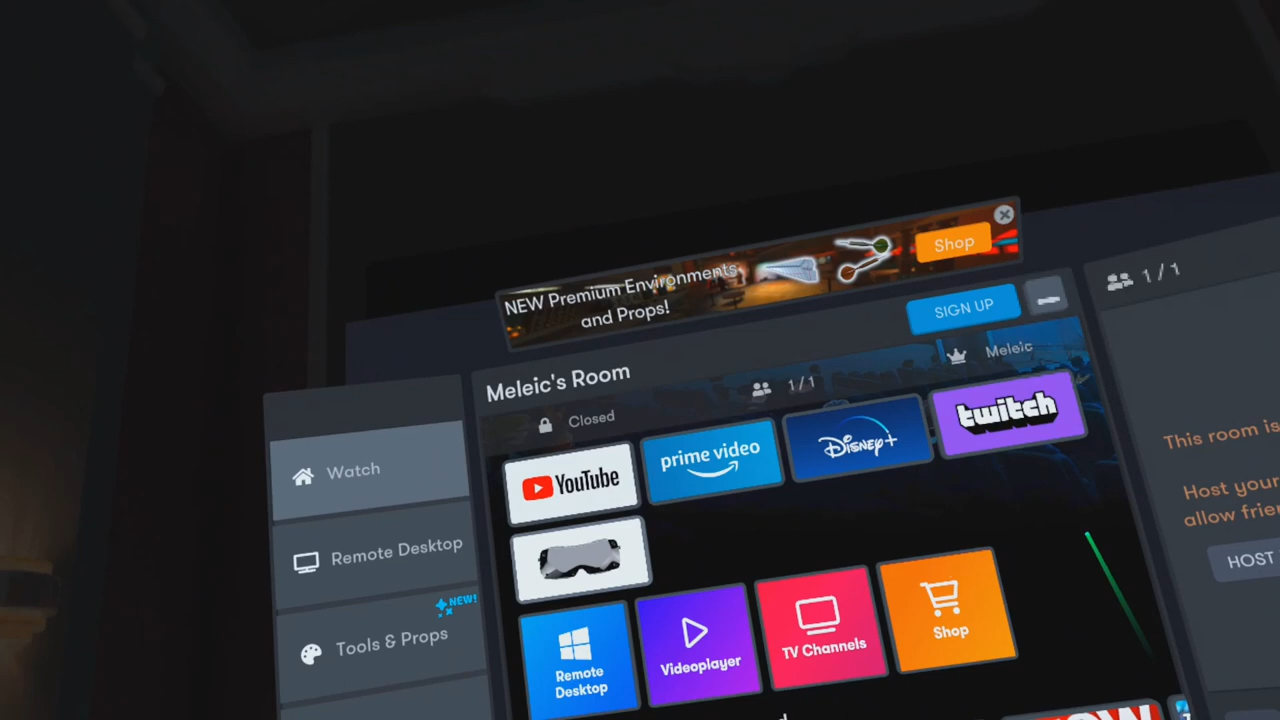 NEW Premium Environments
and Props!
Shop
SIGN UP
1/1
Meleic's Room
Closed
1/1
Meleic
Watch
Remote Desktop
NEW!
Tools & Props
YouTube
prime video
Disney+
twitch
Remote
Desktop
Videoplayer
TV Channels
Shop
This room is
Host your
HOST